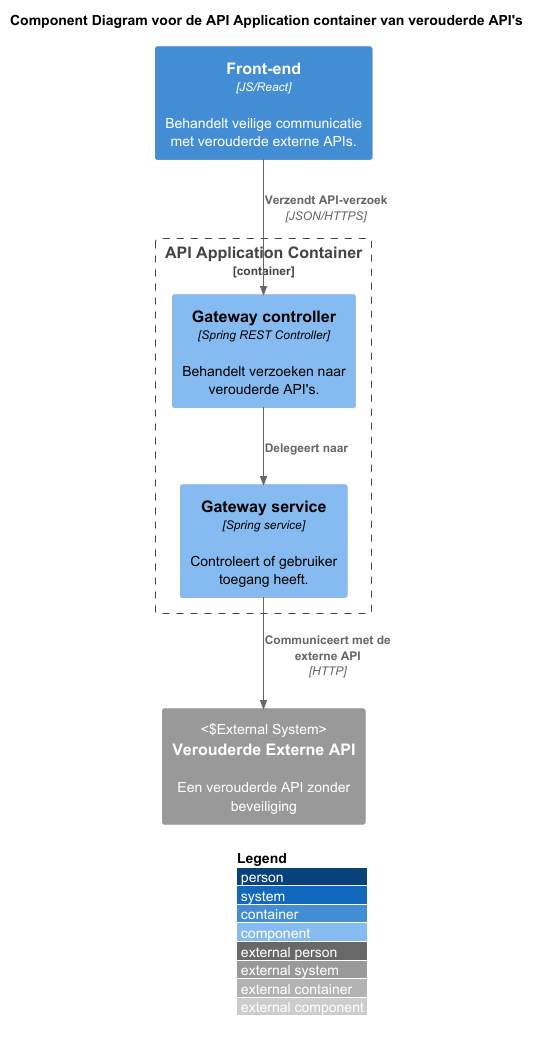 Component Diagram voor de API Application container van verouderde API's
Front-end
[JS/React]
Behandelt veilige communicatie
met verouderde externe APIs.
Verzendt API-verzoek
[JSON/HTTPS]
API Application Container
[container]
Gateway controller
[Spring REST Controller]
Behandelt verzoeken naar
verouderde API's.
Delegeert naar
Gateway service
[Spring service]
Controleert of gebruiker
toegang heeft.
Communiceert met de
externe API
[HTTP]
<$External System>
Verouderde Externe API
Een verouderde API zonder
beveiliging
Legend
person
system
container
component
external person
external system
external container
external component